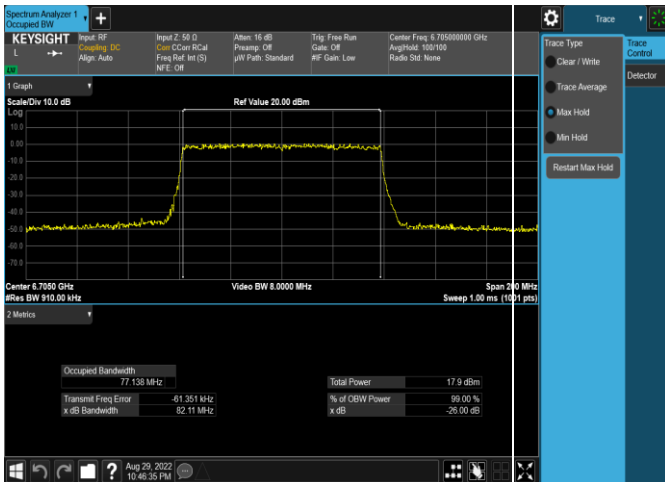 Spectrum Analyzer 1
Occupied BW
+
Trace
KEYSIGHT
L
LV
Input: RF
Coupling: DC
Align: Auto
Input Z: 50 Ω
Corr CCorr RCal
Freq Ref: Int (S)
NFE: Off
Atten: 16 dB
Preamp: Off
µW Path: Standard
Trig: Free Run
Gate: Off
#IF Gain: Low
Center Freq: 6.705000000 GHz
Avg|Hold: 100/100
Radio Std: None
Trace Type
Clear / Write
Trace Average
Max Hold
Min Hold
Restart Max Hold
Trace
Control
Detector
1 Graph
Scale/Div 10.0 dB
Ref Value 20.00 dBm
Log
10.0
0.00
-10.0
-20.0
-30.0
-40.0
-50.0
-60.0
-70.0
Center 6.7050 GHz
Video BW 8.0000 MHz
Span 200 MHz
#Res BW 910.00 kHz
Sweep 1.00 ms (1001 pts)
2 Metrics
Occupied Bandwidth
77.138 MHz
Total Power 17.9 dBm
Transmit Freq Error -61.351 kHz
% of OBW Power 99.00 %
x dB Bandwidth 82.11 MHz
x dB -26.00 dB
?
Aug 29, 2022
10:46:35 PM